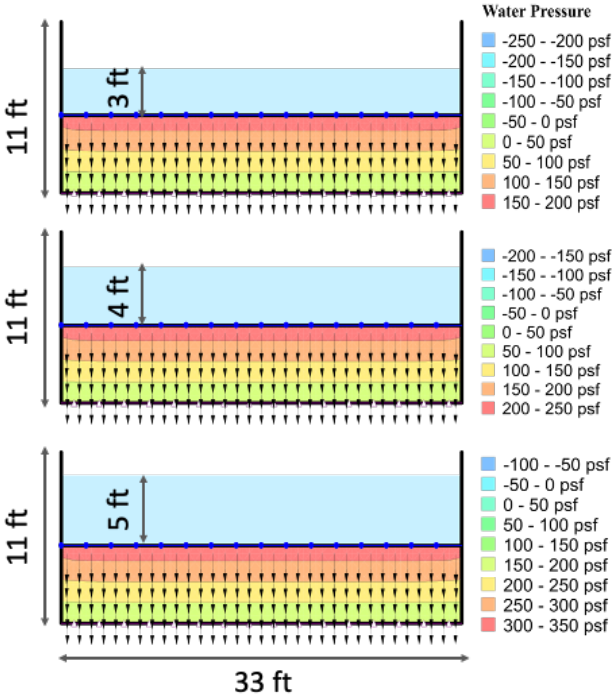 Water Pressure
11 ft
3 ft
-250 - -200 psf
-200 - -150 psf
-150 - -100 psf
-100 - -50 psf
-50 - 0 psf
0 - 50 psf
50 - 100 psf
100 - 150 psf
150 - 200 psf
11 ft
4 ft
-200 - -150 psf
-150 - -100 psf
-100 - -50 psf
-50 - 0 psf
0 - 50 psf
50 - 100 psf
100 - 150 psf
150 - 200 psf
200 - 250 psf
11 ft
5 ft
-100 - -50 psf
-50 - 0 psf
0 - 50 psf
50 - 100 psf
100 - 150 psf
150 - 200 psf
200 - 250 psf
250 - 300 psf
300 - 350 psf
33 ft